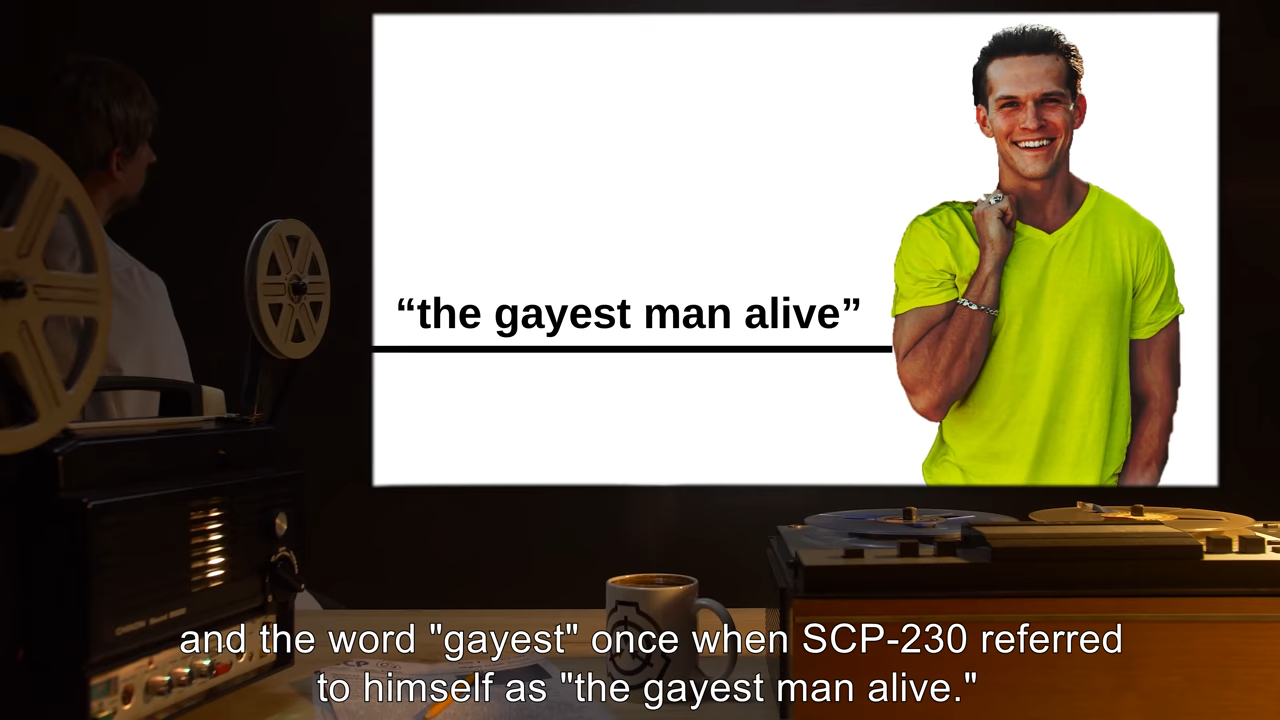 “the gayest man alive”
and the word "gayest" once when SCP-230 referred
to himself as "the gayest man alive."